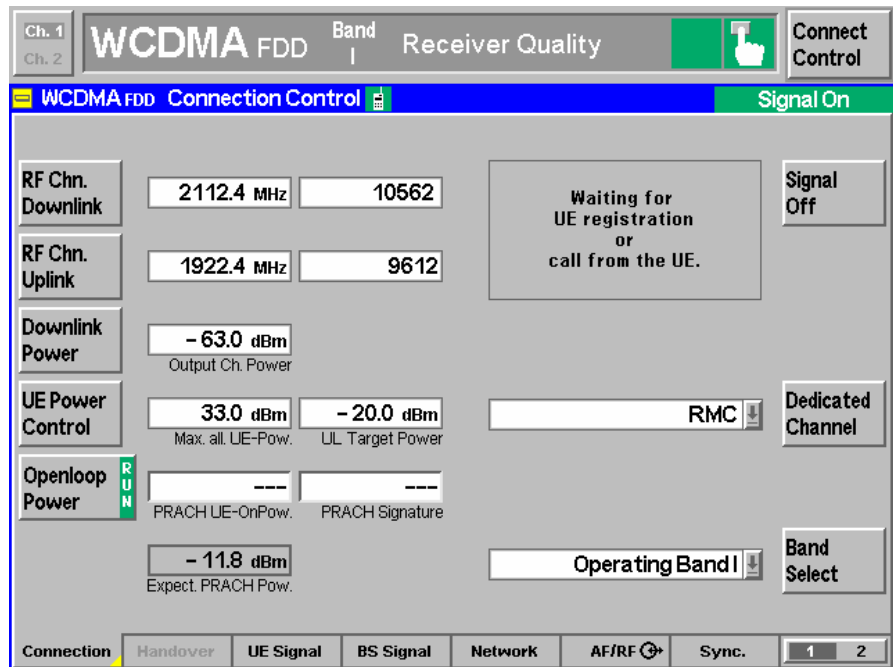 Ch. 1
Ch. 2
WCDMA FDD Band I Receiver Quality
Connect Control
WCDMA FDD Connection Control
Signal On
RF Chn. Downlink
2112.4 MHz
10562
Waiting for
UE registration
or
call from the UE.
Signal Off
RF Chn. Uplink
1922.4 MHz
9612
Downlink Power
– 63.0 dBm
Output Ch. Power
UE Power Control
33.0 dBm
– 20.0 dBm
Max. all. UE-Pow.
UL Target Power
RMC
Dedicated Channel
Openloop Power
RUN
---
---
PRACH UE-OnPow.
PRACH Signature
– 11.8 dBm
Expect. PRACH Pow.
Operating Band I
Band Select
Connection
Handover
UE Signal
BS Signal
Network
AF/RF
Sync.
1 2